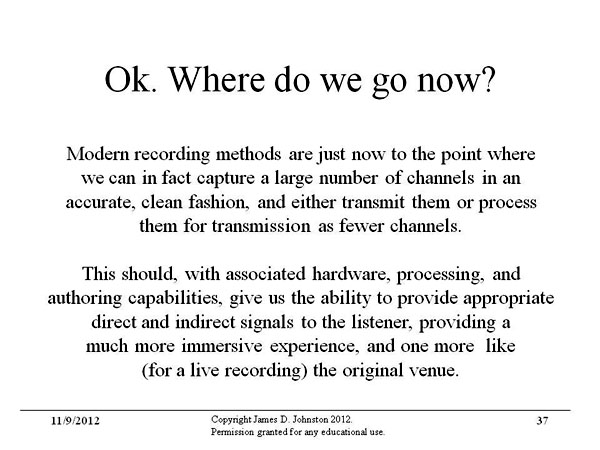 Ok. Where do we go now?
Modern recording methods are just now to the point where
we can in fact capture a large number of channels in an
accurate, clean fashion, and either transmit them or process
them for transmission as fewer channels.
This should, with associated hardware, processing, and
authoring capabilities, give us the ability to provide appropriate
direct and indirect signals to the listener, providing a
much more immersive experience, and one more like
(for a live recording) the original venue.
11/9/2012
Copyright James D. Johnston 2012.
Permission granted for any educational use.
37